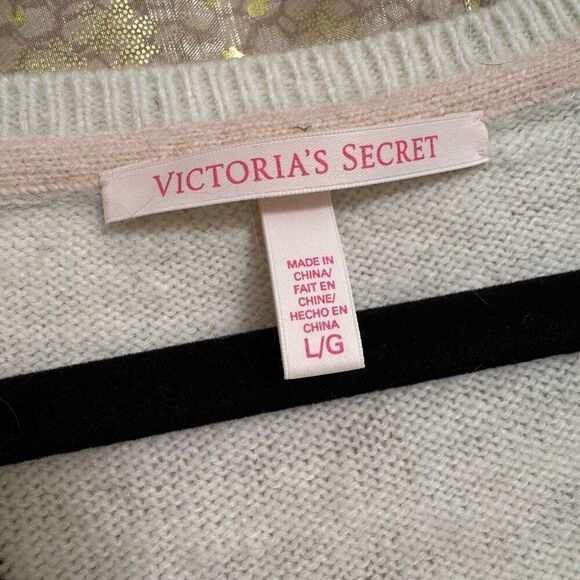 VICTORIA'S SECRET
MADE IN
CHINA/
FAIT EN
CHINE/
HECHO EN
CHINA
L/G